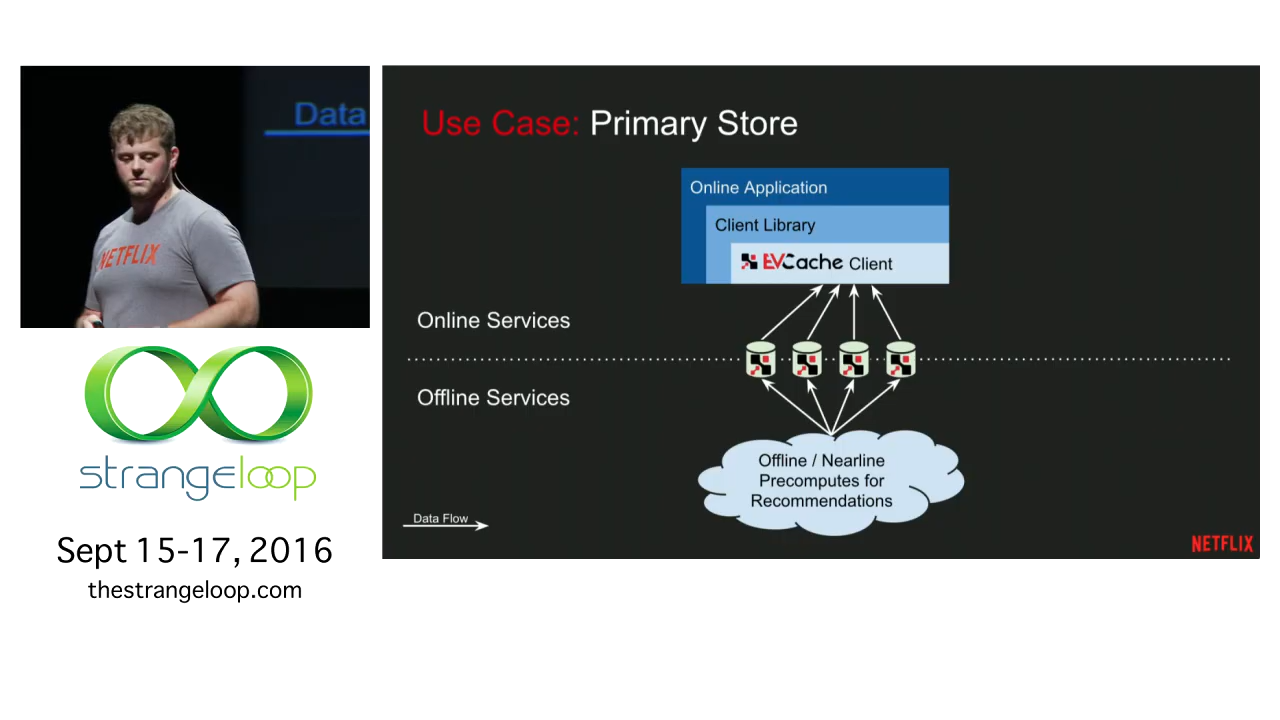 Data
NETFLIX
strangeloop
Sept 15-17, 2016
thestrangeloop.com
Use Case: Primary Store
Online Application
Client Library
EVCache Client
Online Services
Offline Services
Offline / Nearline
Precomputes for
Recommendations
Data Flow
NETFLIX